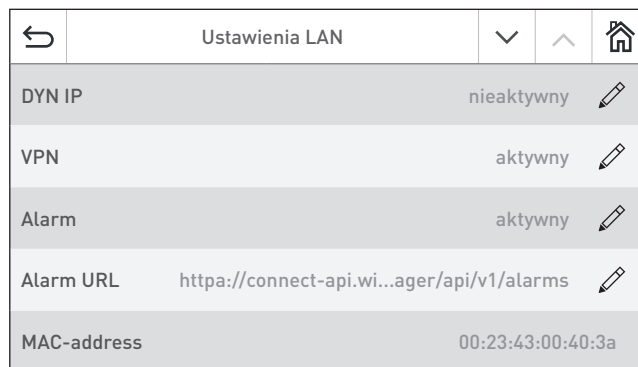 Ustawienia LAN
DYN IP nieaktywny
VPN aktywny
Alarm aktywny
Alarm URL httpa://connect-api.wi...ager/api/v1/alarms
MAC-address 00:23:43:00:40:3a